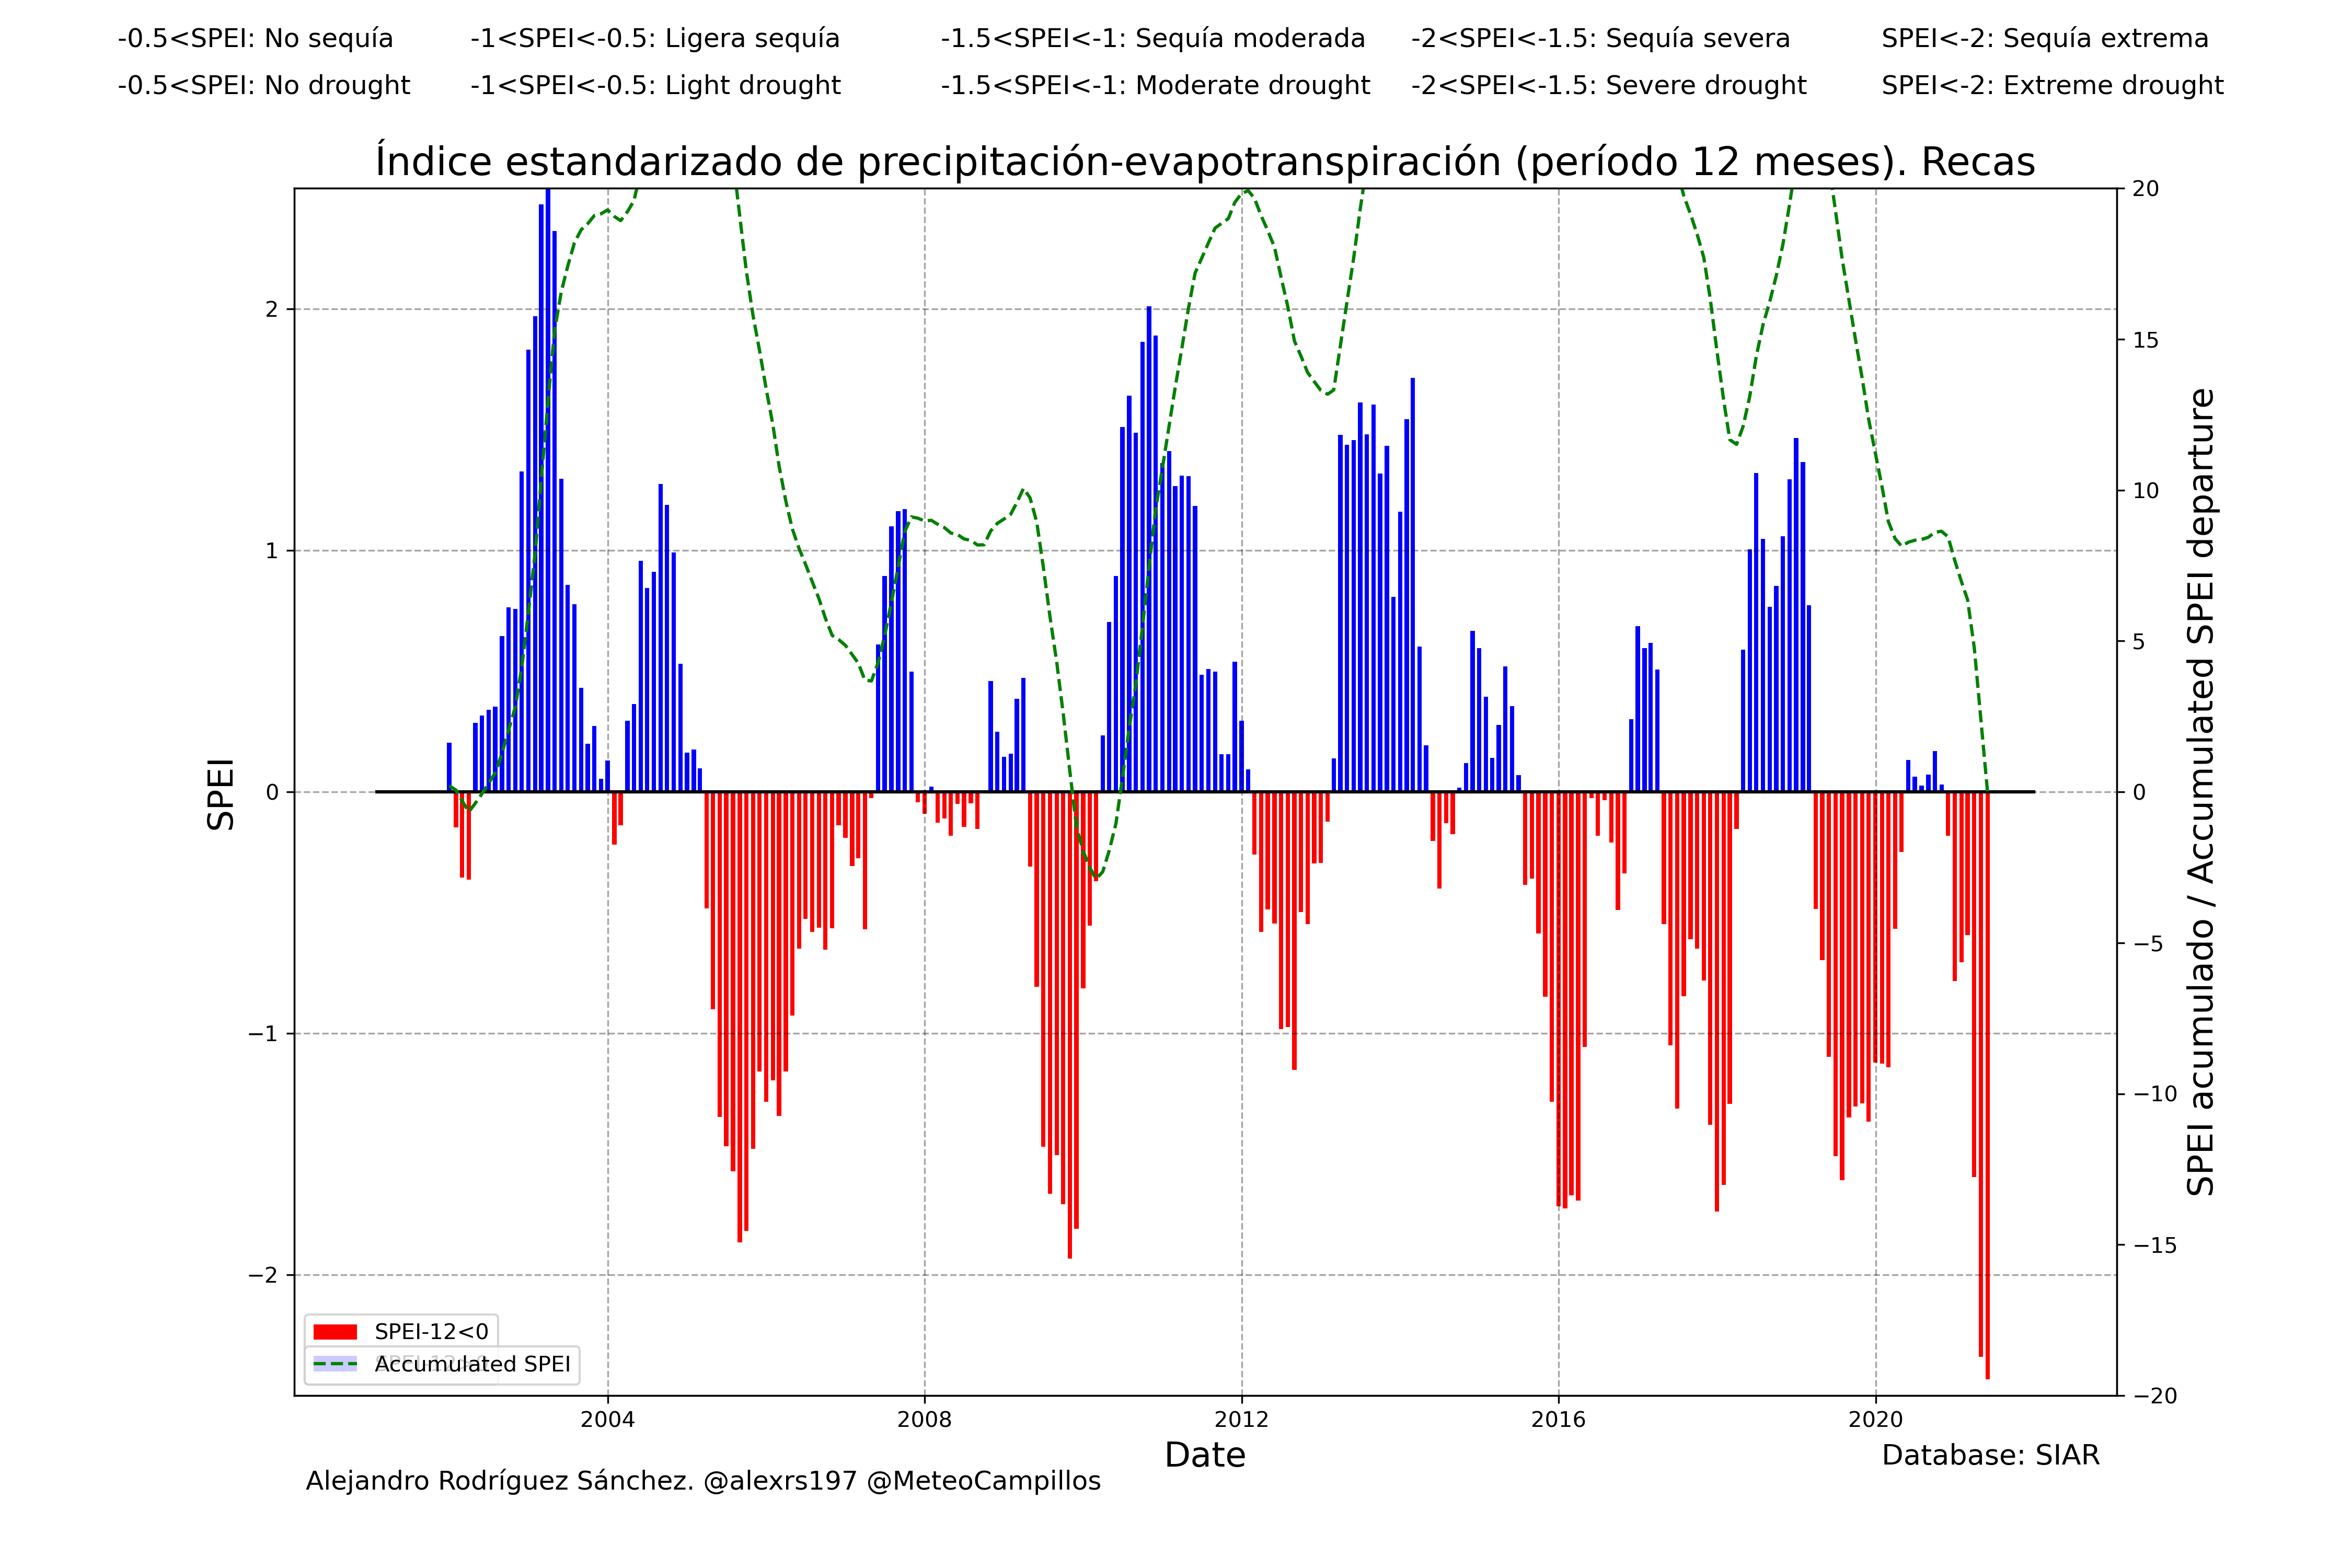 -0.5<SPEI: No sequía -1<SPEI<-0.5: Ligera sequía -1.5<SPEI<-1: Sequía moderada -2<SPEI<-1.5: Sequía severa SPEI<-2: Sequía extrema
-0.5<SPEI: No drought -1<SPEI<-0.5: Light drought -1.5<SPEI<-1: Moderate drought -2<SPEI<-1.5: Severe drought SPEI<-2: Extreme drought
Índice estandarizado de precipitación-evapotranspiración (período 12 meses). Recas
SPEI
2
1
0
−1
−2
20
15
10
5
0
−5
−10
−15
−20
SPEI acumulado / Accumulated SPEI departure
SPEI-12<0
Accumulated SPEI
2004 2008 2012 2016 2020
Date
Database: SIAR
Alejandro Rodríguez Sánchez. @alexrs197 @MeteoCampillos